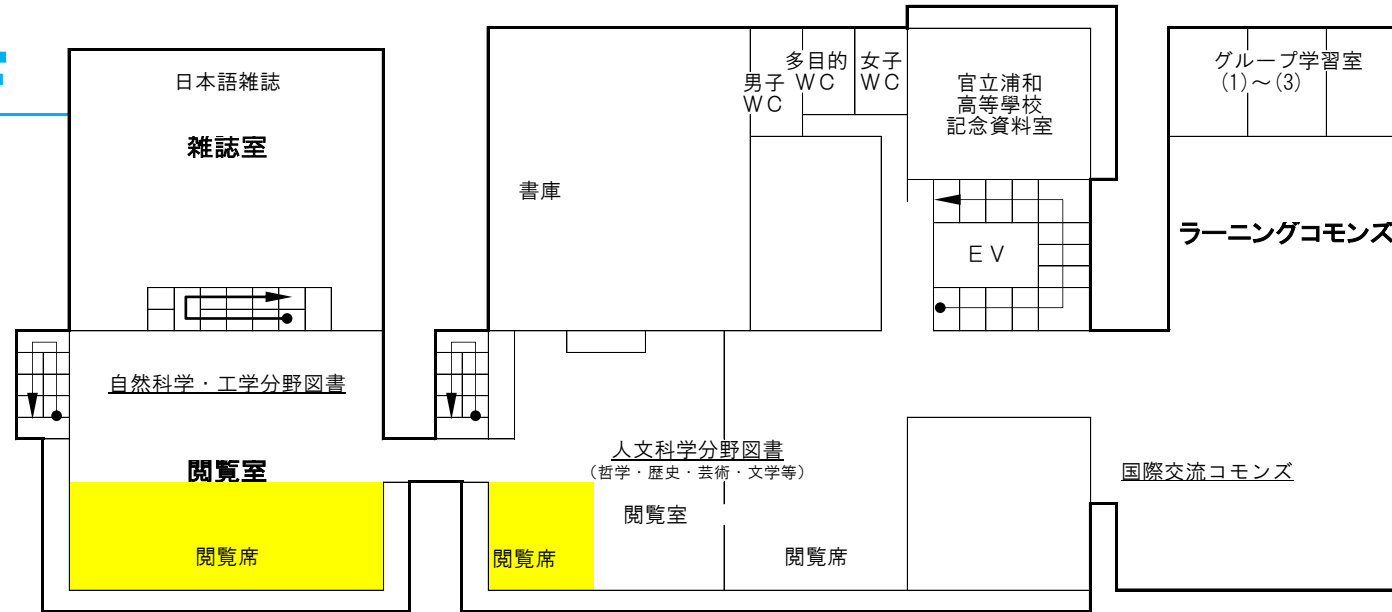 日本語雑誌
雑誌室
書庫
男子
ＷＣ
多目的
ＷＣ
女子
ＷＣ
官立浦和
高等學校
記念資料室
グループ学習室
(1)～(3)
ラーニングコモンズ
ＥＶ
自然科学・工学分野図書
閲覧室
閲覧席
人文科学分野図書
（哲学・歴史・芸術・文学等）
閲覧室
閲覧席
閲覧席
国際交流コモンズ